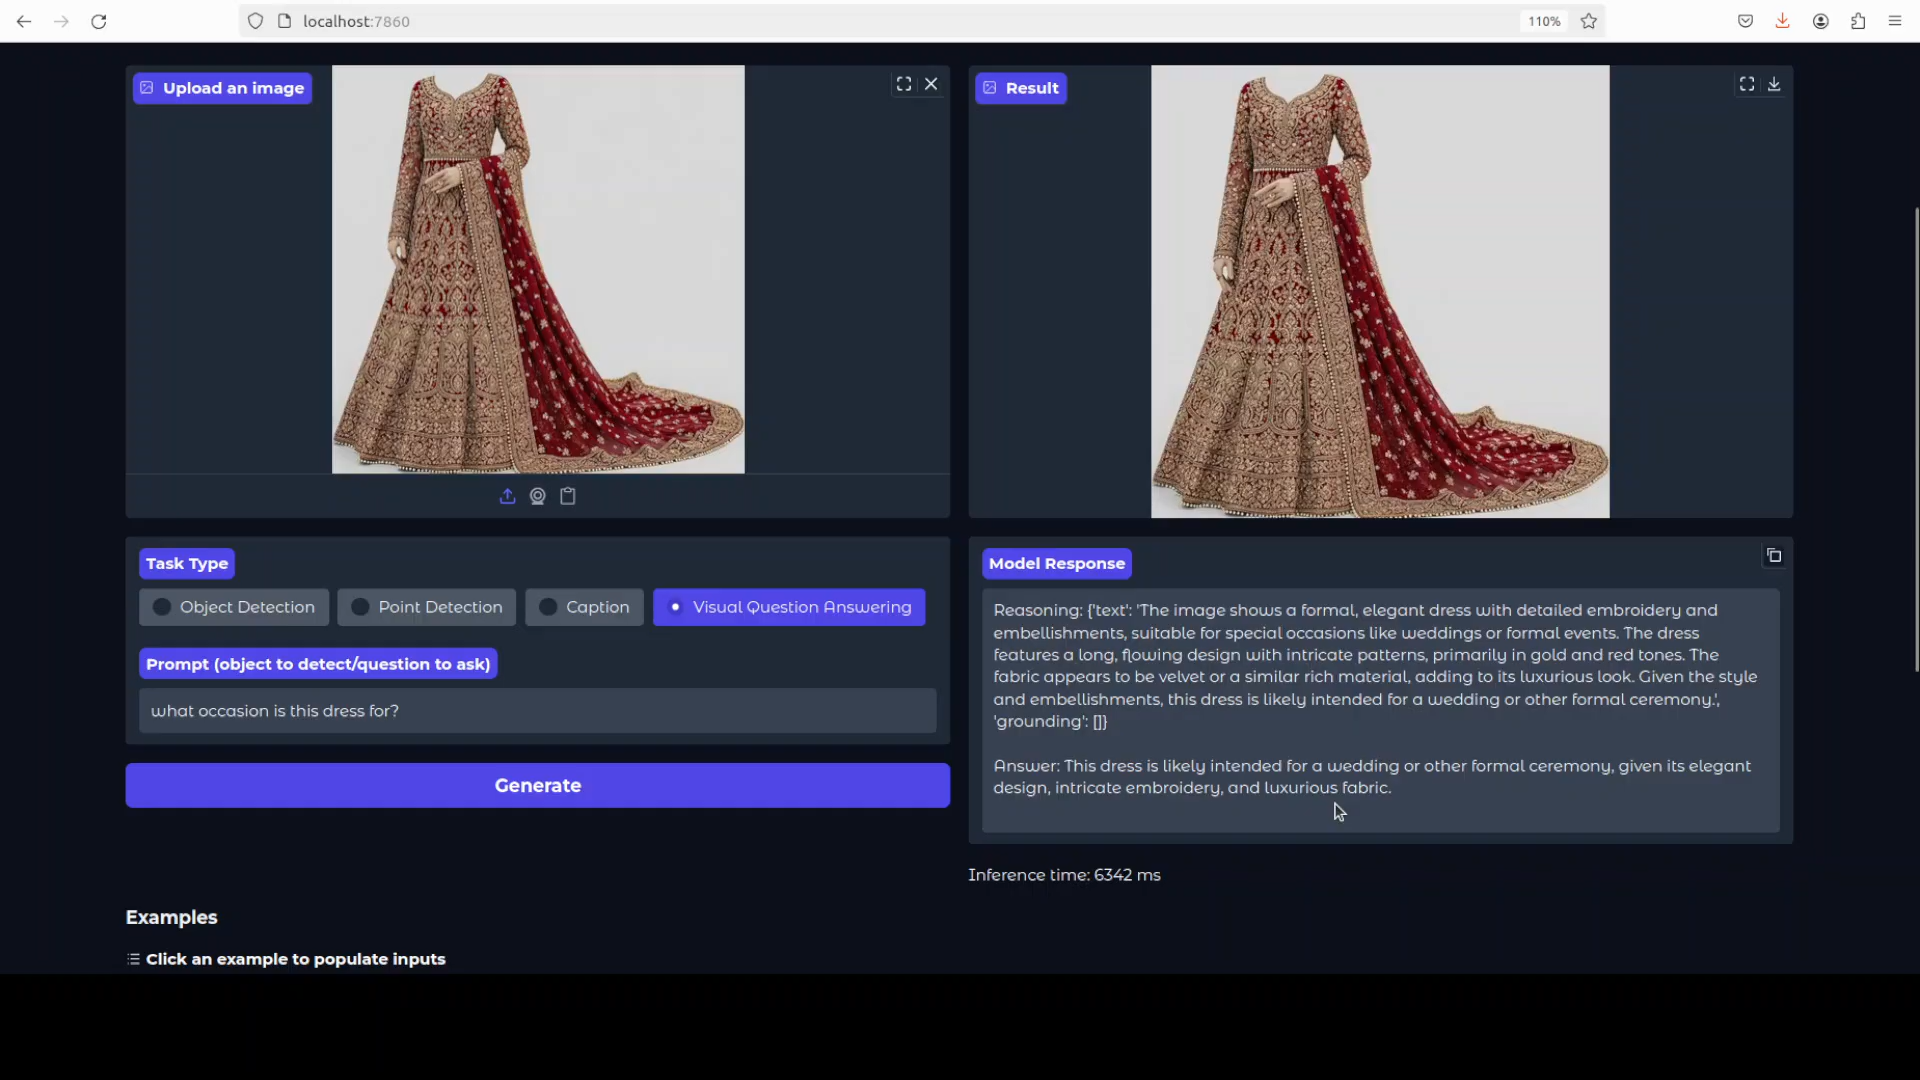 localhost:7860
110%
Upload an image
Result
Task Type
Object Detection
Point Detection
Caption
Visual Question Answering
Prompt (object to detect/question to ask)
what occasion is this dress for?
Generate
Model Response
Reasoning: {'text': 'The image shows a formal, elegant dress with detailed embroidery and
embellishments, suitable for special occasions like weddings or formal events. The dress
features a long, flowing design with intricate patterns, primarily in gold and red tones. The
fabric appears to be velvet or a similar rich material, adding to its luxurious look. Given the style
and embellishments, this dress is likely intended for a wedding or other formal ceremony.',
'grounding': []}
Answer: This dress is likely intended for a wedding or other formal ceremony, given its elegant
design, intricate embroidery, and luxurious fabric.
Inference time: 6342 ms
Examples
Click an example to populate inputs